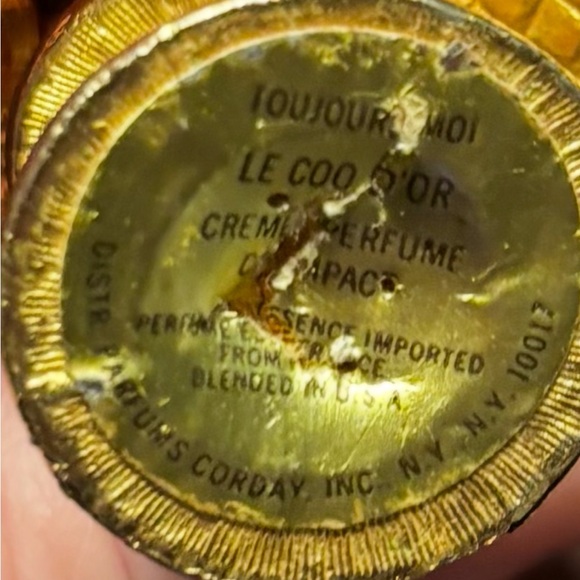 TOUJOURS MOI
LE COQ D'OR
CREME PERFUME
COMPACT
PERFUME ESSENCE IMPORTED
FROM FRANCE
BLENDED IN U.S.A.
DISTR. PARFUMS CORDAY, INC. N.Y. N.Y. 10017